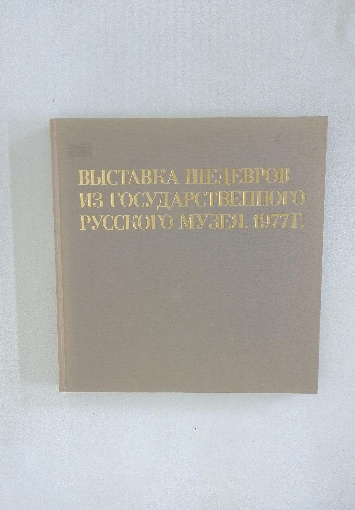 ВЫСТАВКА ШЕДЕВРОВ
ИЗ ГОСУДАРСТВЕННОГО
РУССКОГО МУЗЕЯ. 1977 Г.